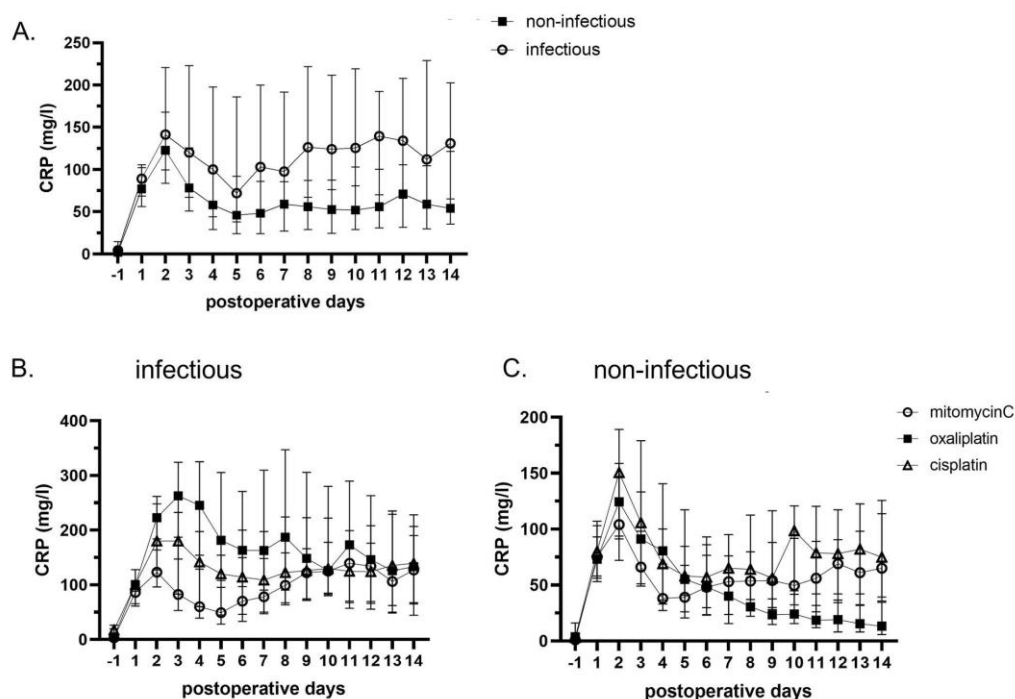 A.
non-infectious
infectious
250
200
150
100
50
0
CRP (mg/l)
-1 1 2 3 4 5 6 7 8 9 10 11 12 13 14
postoperative days
B. infectious
400
300
200
100
0
CRP (mg/l)
-1 1 2 3 4 5 6 7 8 9 10 11 12 13 14
postoperative days
C. non-infectious
mitomycinC
oxaliplatin
cisplatin
200
150
100
50
0
CRP (mg/l)
-1 1 2 3 4 5 6 7 8 9 10 11 12 13 14
postoperative days